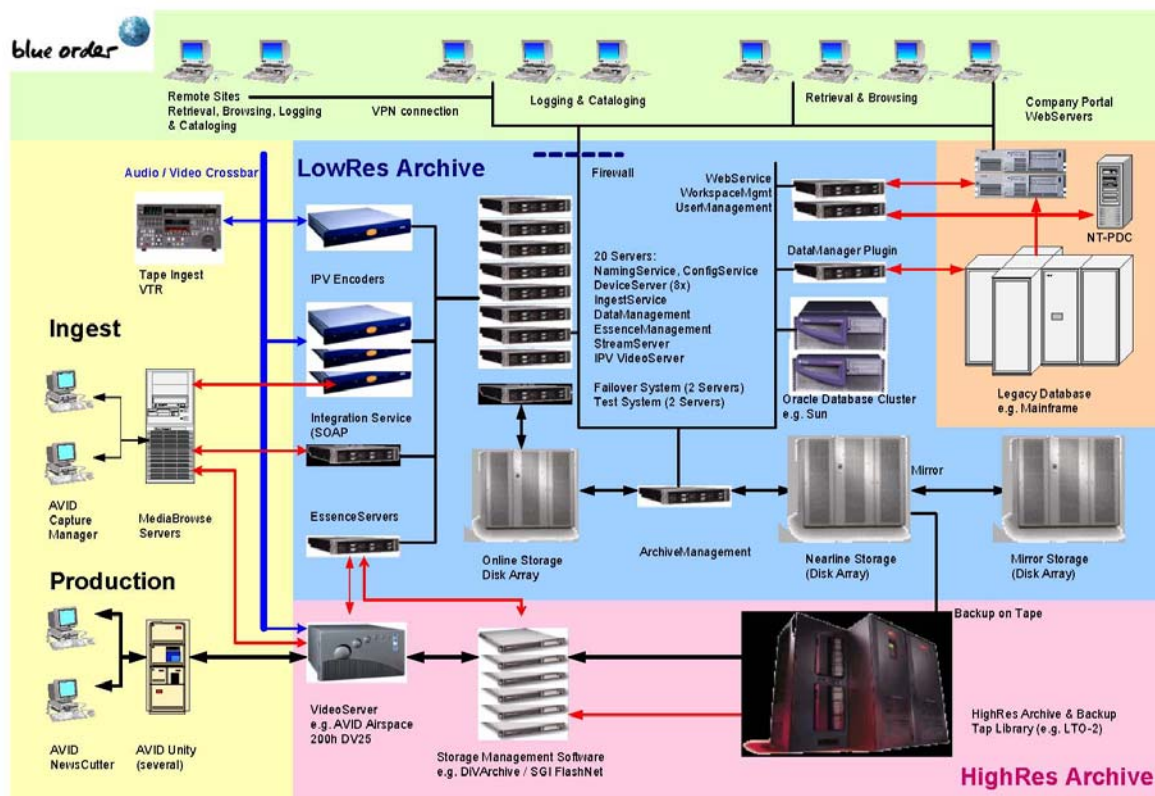 blue order
Remote Sites
Retrieval, Browsing, Logging
& Cataloging
VPN connection
Logging & Cataloging
Retrieval & Browsing
Company Portal
WebServers
Audio / Video Crossbar
LowRes Archive
Firewall
WebService
WorkspaceMgmt
UserManagement
NT-PDC
Tape Ingest
VTR
IPV Encoders
20 Servers:
NamingService, ConfigService
DeviceServer (8x)
IngestService
DataManagement
EssenceManagement
StreamServer
IPV VideoServer
Failover System (2 Servers)
Test System (2 Servers)
DataManager Plugin
Oracle Database Cluster
e.g. Sun
Legacy Database
e.g. Mainframe
Ingest
Integration Service
(SOAP
AVID
Capture
Manager
MediaBrowse
Servers
EssenceServers
Online Storage
Disk Array
ArchiveManagement
Mirror
Nearline Storage
(Disk Array)
Mirror Storage
(Disk Array)
Production
Backup on Tape
AVID
NewsCutter
AVID Unity
(several)
VideoServer
e.g. AVID Airspace
200h DV25
Storage Management Software
e.g. DiVArchive / SGI FlashNet
HighRes Archive & Backup
Tap Library (e.g. LTO-2)
HighRes Archive